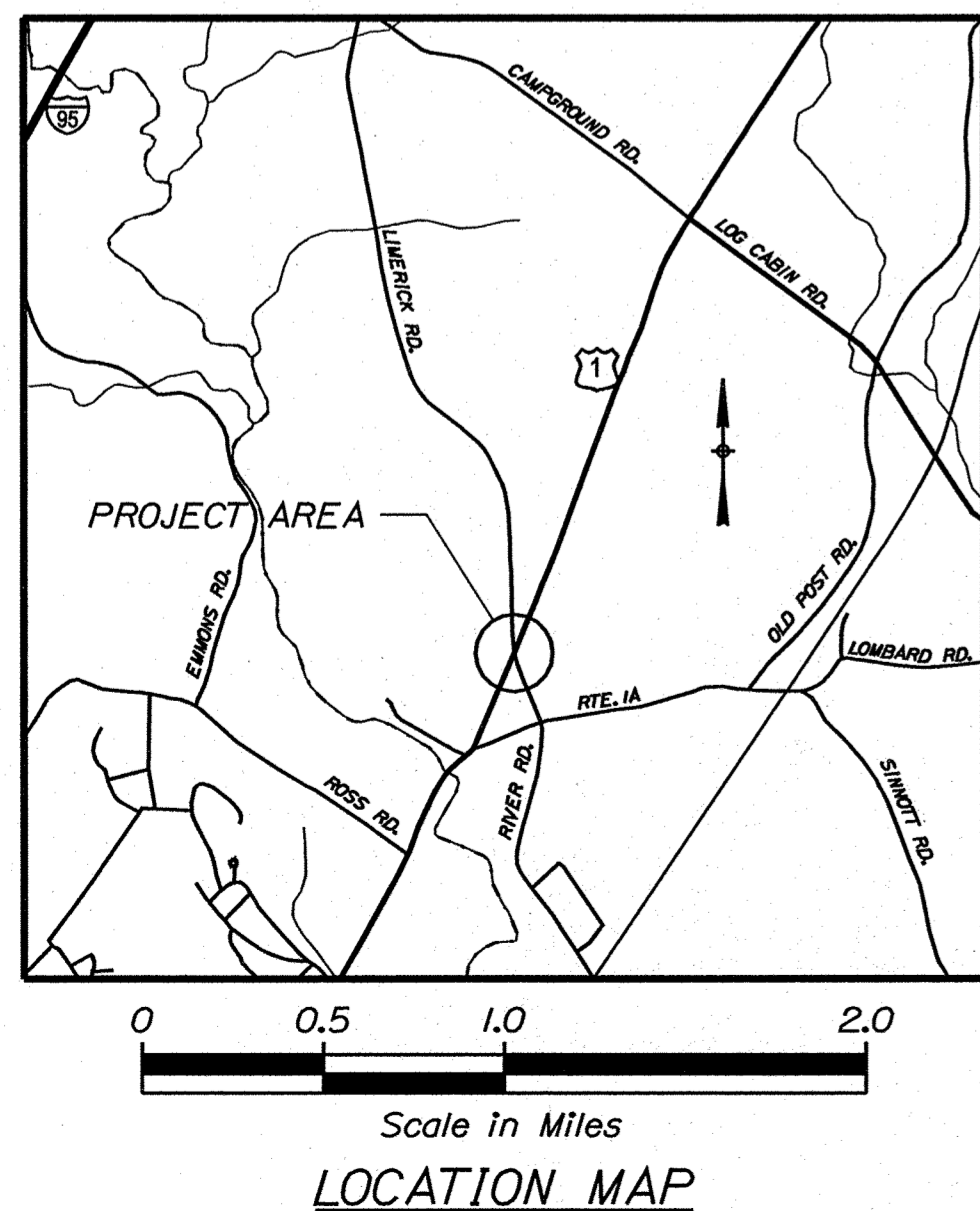 95
CAMPGROUND RD.
LIMERICK RD.
LOG CABIN RD.
1
PROJECT AREA
EMMONS RD.
OLD POST RD.
LOMBARD RD.
RTE. 1A
ROSS RD.
RIVER RD.
SINNOTT RD.
0 0.5 1.0 2.0
Scale in Miles
LOCATION MAP